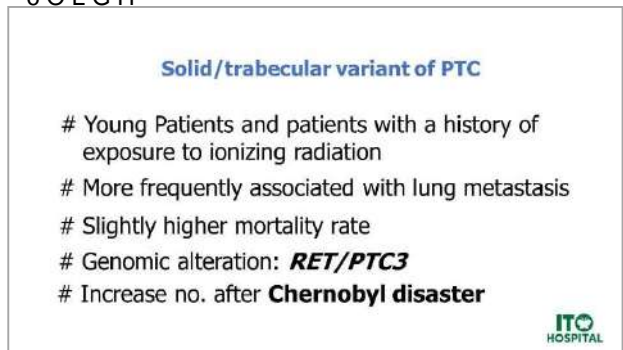 Solid/trabecular variant of PTC
# Young Patients and patients with a history of
exposure to ionizing radiation
# More frequently associated with lung metastasis
# Slightly higher mortality rate
# Genomic alteration: RET/PTC3
# Increase no. after Chernobyl disaster
ITO
HOSPITAL